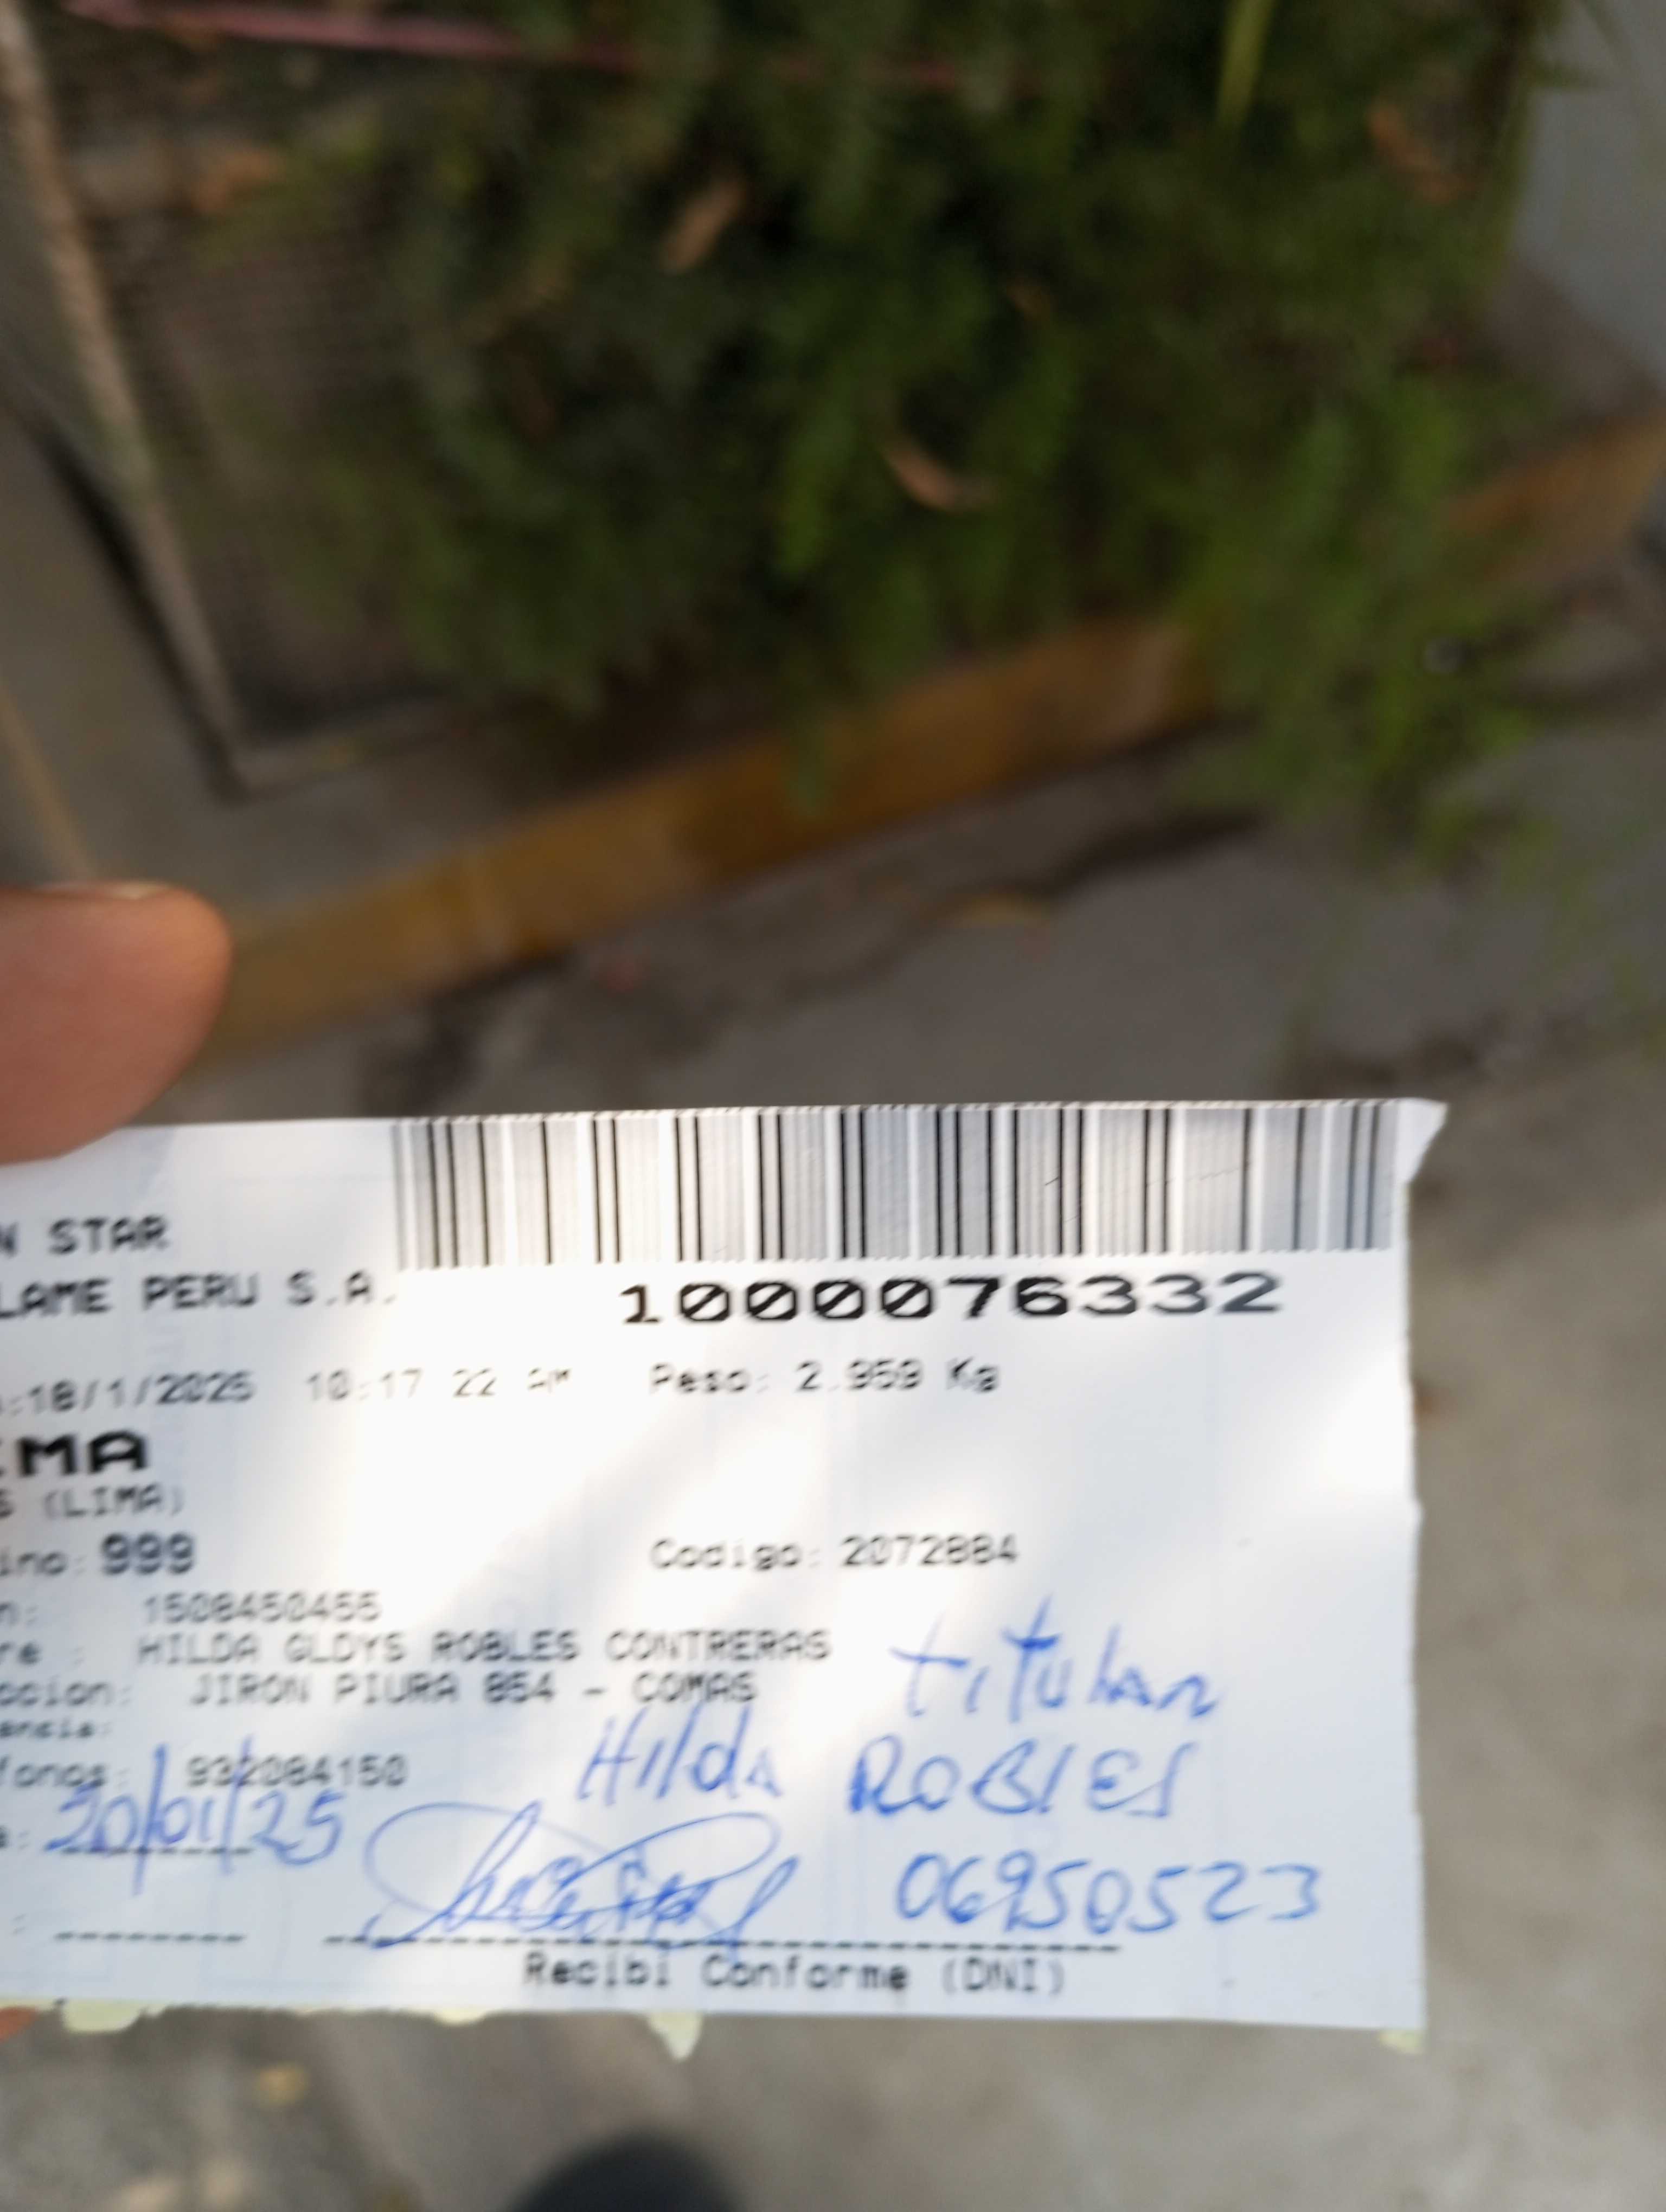 N STAR
LAME PERU S.A.
1000076332
:18/1/2025 10:17 22 AM Peso: 2.959 Kg
MA
S (LIMA)
ino: 999 Codigo: 2072884
n: 1508450455
re : HILDA GLDYS ROBLES CONTRERAS
titular
occion: JIRON PIURA 854 - COMAS
encia:
fonos: 932084150
Hilda ROBLES
a: 20/01/25
06950523
Recibi Conforme (DNI)